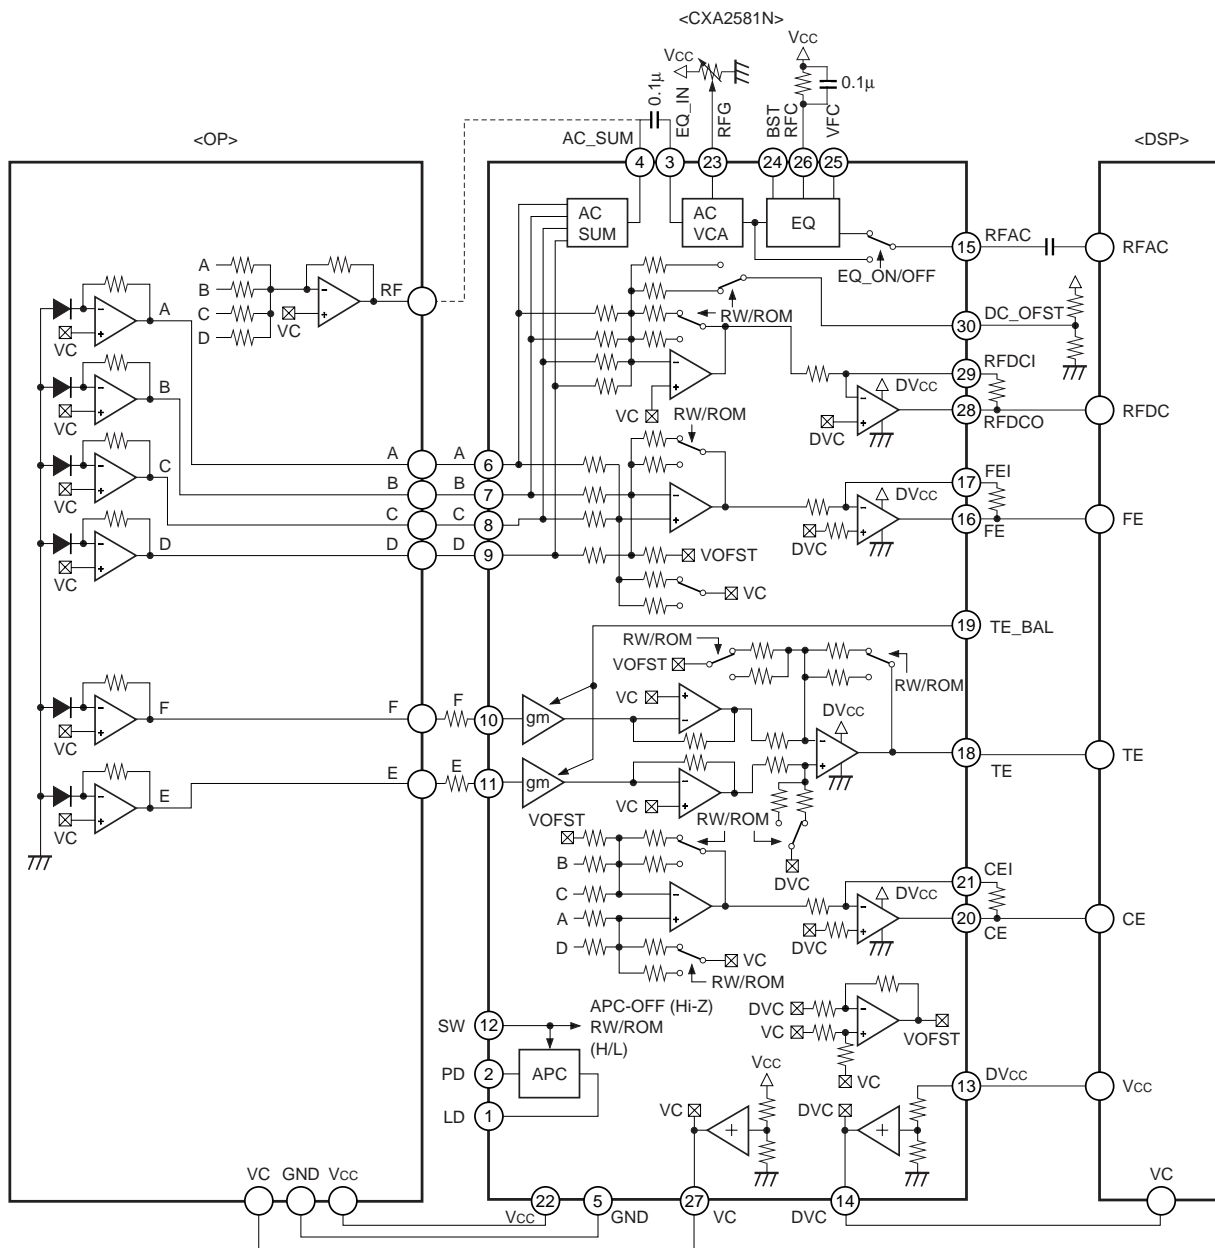 <CXA2581N>
Vcc
Vcc
0.1μ
EQ_IN
RFG
BST
RFC
VFC
0.1μ
<OP>
AC_SUM
4
3
23
24
26
25
<DSP>
AC
SUM
AC
VCA
EQ
15
RFAC
RFAC
EQ_ON/OFF
A
B
C
D
RF
VC
A
VC
RW/ROM
30
DC_OFST
B
VC
VC
RW/ROM
29
RFDCI
DVcc
DVC
28
RFDCO
RFDC
C
VC
A
A
6
B
B
7
C
C
8
D
D
9
17
FEI
DVcc
DVC
16
FE
FE
D
VC
VOFST
VC
19
TE_BAL
RW/ROM
VOFST
RW/ROM
F
VC
F
F
10
gm
VC
DVcc
18
TE
TE
E
VC
E
E
11
gm
VC
VOFST
RW/ROM
B
C
A
D
DVC
VC
RW/ROM
21
CEI
DVcc
DVC
20
CE
CE
APC-OFF (Hi-Z)
RW/ROM
(H/L)
SW
12
PD
2
APC
LD
1
DVC
VC
VOFST
VC
13
DVcc
Vcc
Vcc
VC
+
DVC
+
VC
GND
Vcc
22
Vcc
5
GND
27
VC
14
DVC
VC